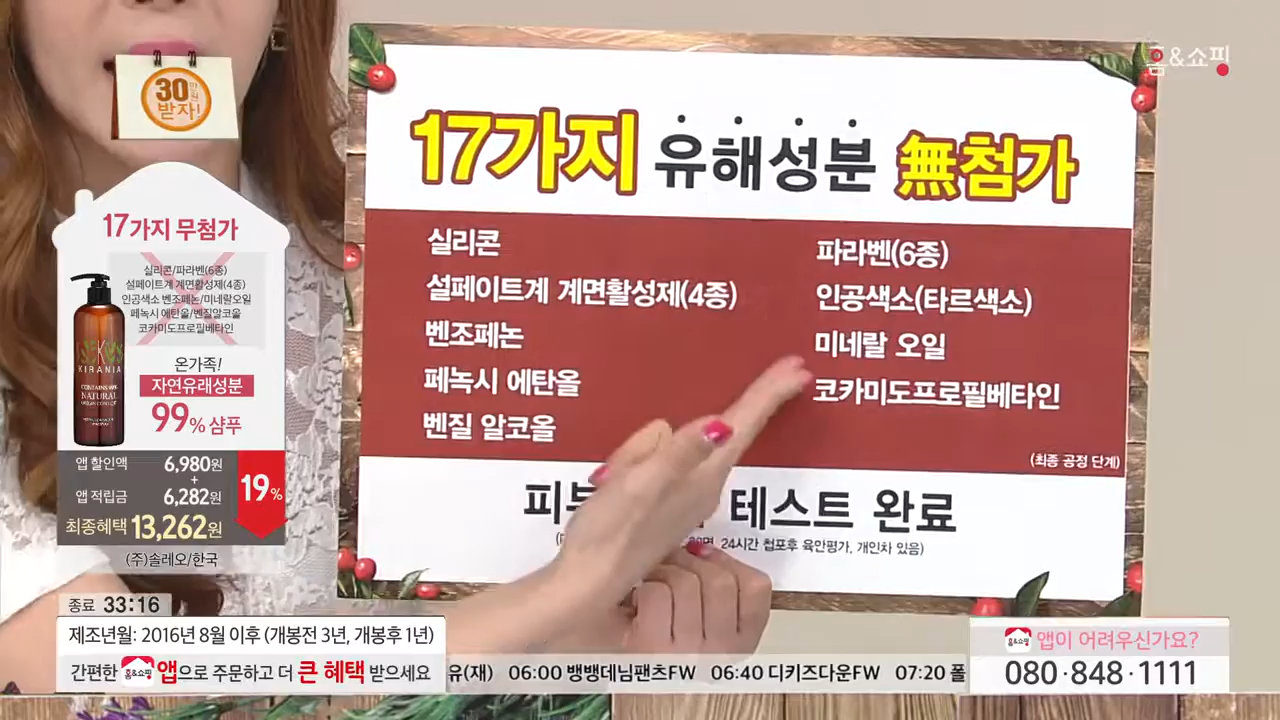 30만원
받자!
홈&쇼핑
17가지 유해성분 無첨가
실리콘
설페이트계 계면활성제(4종)
벤조페논
페녹시 에탄올
벤질 알코올
파라벤(6종)
인공색소(타르색소)
미네랄 오일
코카미도프로필베타인
(최종 공정 단계)
테스트 완료
24시간 첩포후 육안평가, 개인차 있음)
17가지 무첨가
실리콘/파라벤(6종)
설페이트계 계면활성제(4종)
인공색소 벤조페논/미네랄오일
페녹시 에탄올/벤질알코올
코카미도프로필베타인
KIRANIA
NATURAL
온가족!
자연유래성분
99% 샴푸
앱 할인액 6,980원
+
앱 적립금 6,282원
최종혜택 13,262원
19%
(주)솔레오/한국
종료 33:16
제조년월: 2016년 8월 이후 (개봉전 3년, 개봉후 1년)
간편한 홈&쇼핑 앱으로 주문하고 더 큰 혜택 받으세요
유(재) 06:00 뱅뱅데님팬츠FW 06:40 디키즈다운FW 07:20 폴
홈&쇼핑 앱이 어려우신가요?
080·848·1111